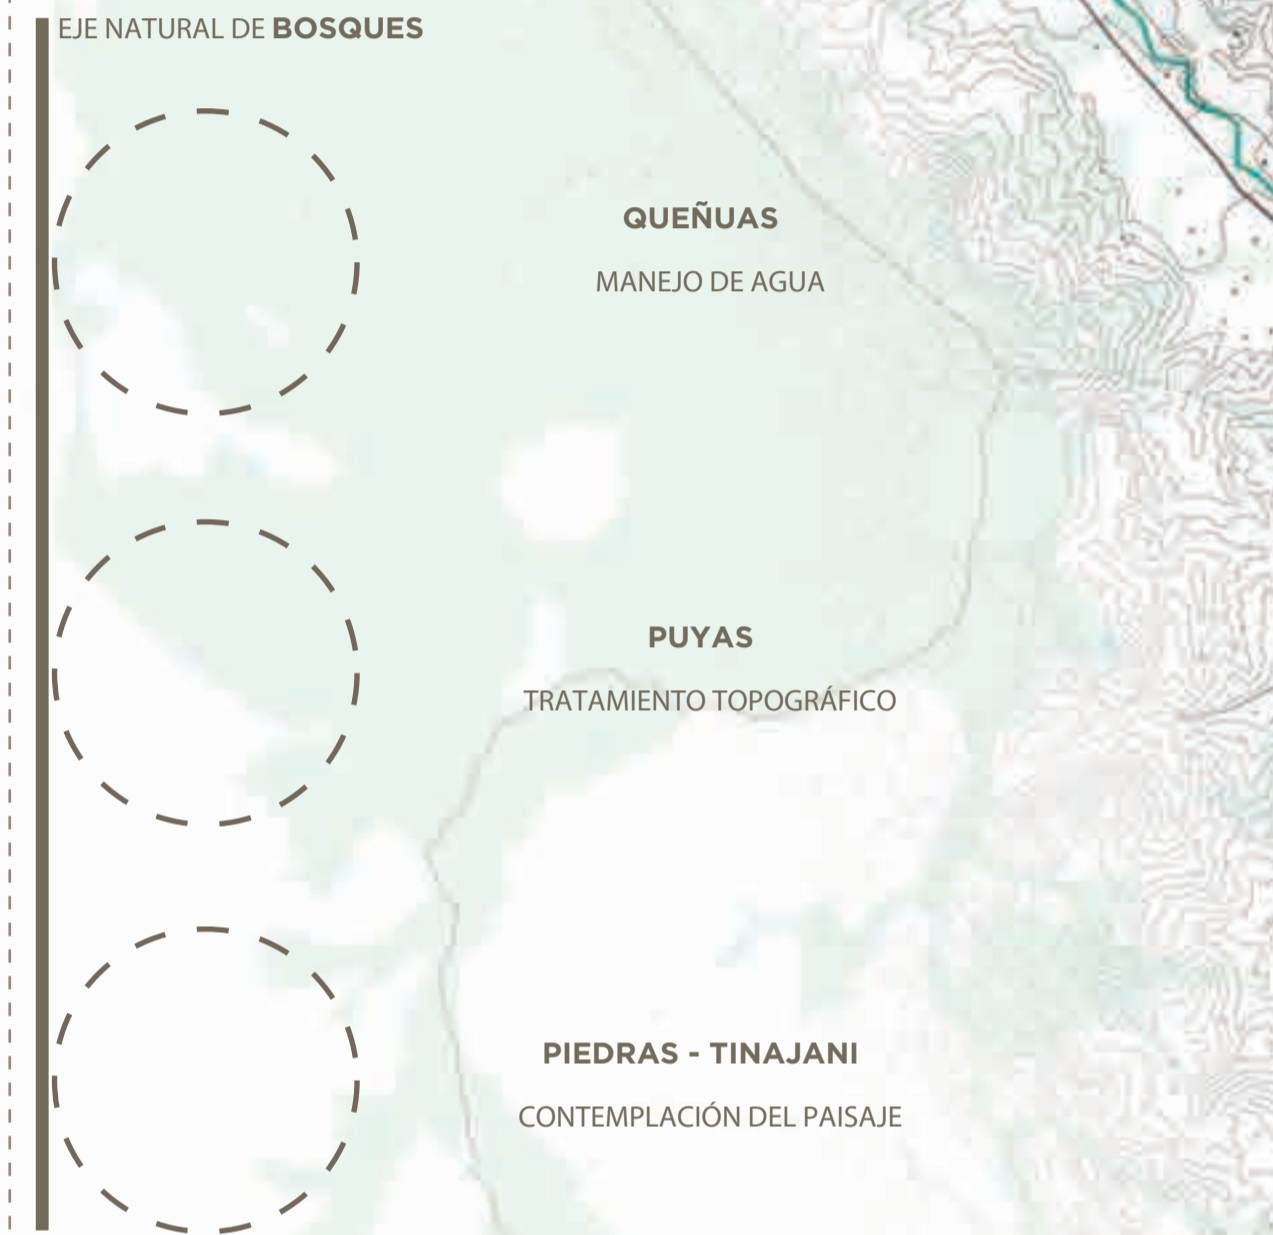 EJE NATURAL DE BOSQUES
QUEÑUAS
MANEJO DE AGUA
PUYAS
TRATAMIENTO TOPOGRÁFICO
PIEDRAS - TINAJANI
CONTEMPLACIÓN DEL PAISAJE